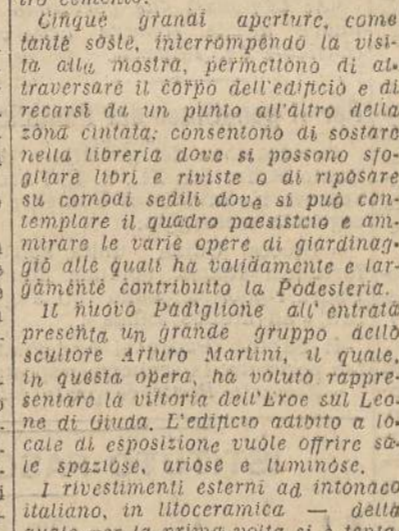 Cinque grandi aperture, come
tante soste, interrompendo la visi-
ta alla mostra, permettono di at-
traversare il corpo dell'edificio e di
recarsi da un punto all'altro della
zona cintata: consentono di sostare
nella libreria dove si possono sfo-
gliare libri e riviste o di riposare
su comodi sedili dove si può con-
templare il quadro paesistcio e am-
mirare le varie opere di giardinag-
gio alle quali ha validamente e lar-
gamente contribuito la Podesteria.
Il nuovo Padiglione all'entrata
presenta un grande gruppo dello
scultore Arturo Martini, il quale,
in questa opera, ha voluto rappre-
sentare la vittoria dell'Eroe sul Leo-
ne di Giuda. L'edificio adibito a lo-
cale di esposizione vuole offrire sa-
le spaziose, ariose e luminose.
I rivestimenti esterni ad intonaco
italiano, in litoceramica — della